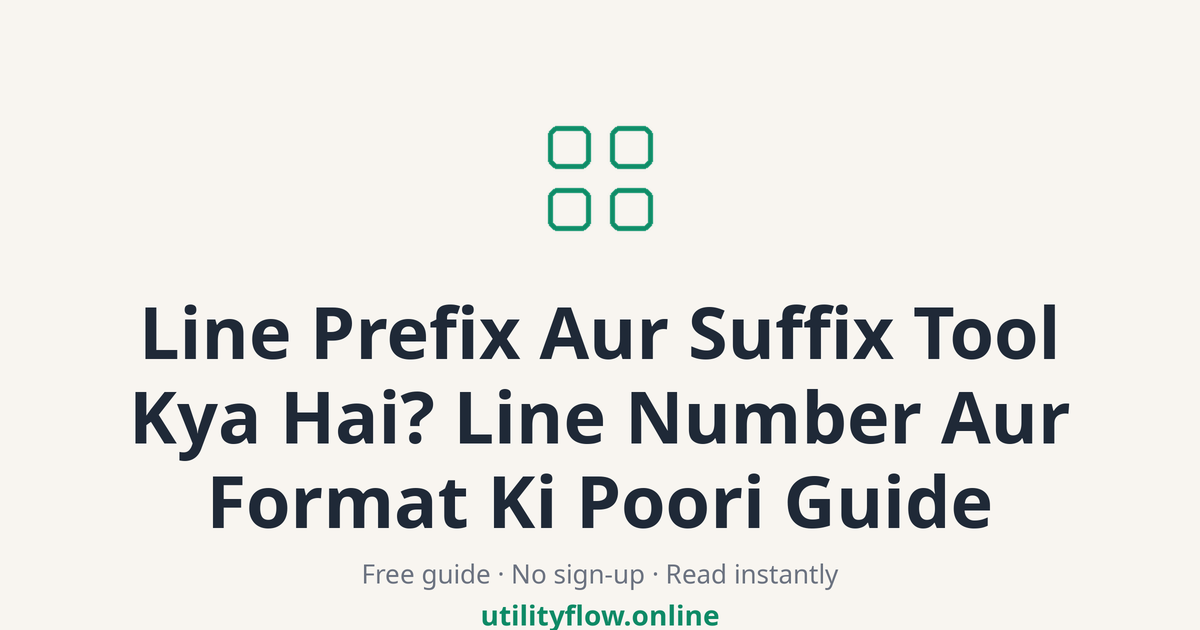 Line Prefix Aur Suffix Tool
Kya Hai? Line Number Aur
Format Ki Poori Guide
Free guide · No sign-up · Read instantly
utilityflow.online